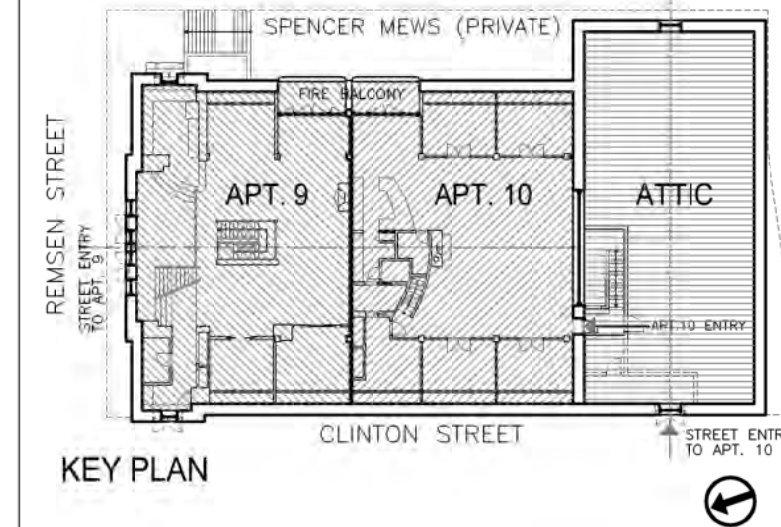 SPENCER MEWS (PRIVATE)
FIRE BALCONY
REMSEN STREET
STREET ENTRY
TO APT. 9
APT. 9
APT. 10
ATTIC
APT.10 ENTRY
CLINTON STREET
STREET ENTR
TO APT. 10
KEY PLAN